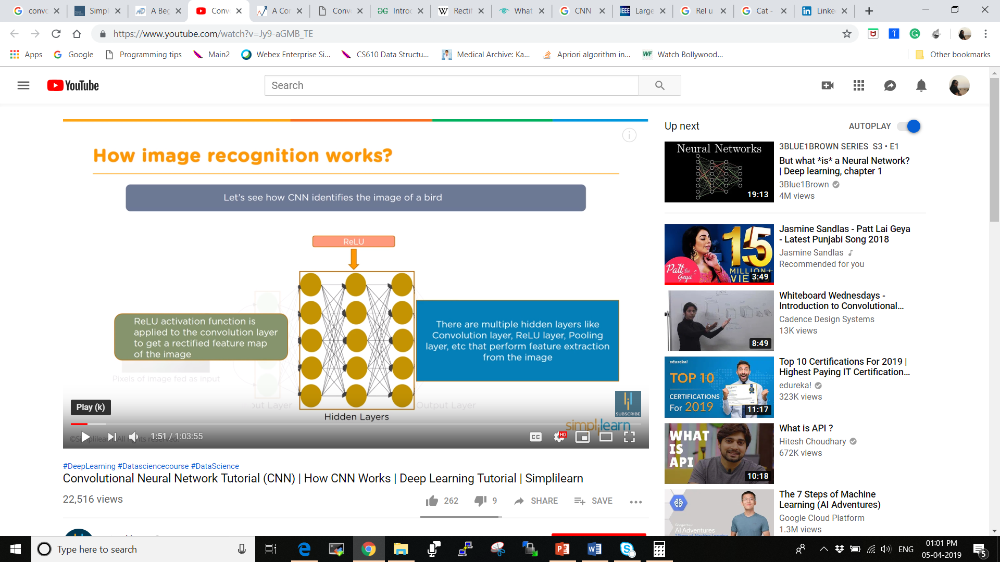 convo
Simpl
A Beg
Conv
A Cor
Conv
Introd
Rectif
What
CNN
Large
Rel u
Cat -
Linke
https://www.youtube.com/watch?v=Jy9-aGMB_TE
Apps
Google
Programming tips
Main2
Webex Enterprise Si...
CS610 Data Structu...
Medical Archive: Ka...
Apriori algorithm in...
Watch Bollywood...
Other bookmarks
YouTube
Search
How image recognition works?
Let's see how CNN identifies the image of a bird
ReLU
ReLU activation function is
applied to the convolution layer
to get a rectified feature map
of the image
There are multiple hidden layers like
Convolution layer, ReLU layer, Pooling
layer, etc that perform feature extraction
from the image
Pixels of image fed as input
Output Layer
Hidden Layers
Play (k)
SUBSCRIBE
simplilearn
©Simplilearn. All rights reserved.
1:51 / 1:03:55
CC
HD
#DeepLearning #Datasciencecourse #DataScience
Convolutional Neural Network Tutorial (CNN) | How CNN Works | Deep Learning Tutorial | Simplilearn
22,516 views
262
9
SHARE
SAVE
Up next
AUTOPLAY
Neural Networks
19:13
3BLUE1BROWN SERIES S3 • E1
But what *is* a Neural Network?
| Deep learning, chapter 1
3Blue1Brown
4M views
15
MILLION+
VIEWS
Patt Lai
Geya
3:49
Jasmine Sandlas - Patt Lai Geya
- Latest Punjabi Song 2018
Jasmine Sandlas
Recommended for you
CNN
8:49
Whiteboard Wednesdays -
Introduction to Convolutional...
Cadence Design Systems
13K views
edureka!
TOP 10
CERTIFICATIONS
For 2019
11:17
Top 10 Certifications For 2019 |
Highest Paying IT Certification...
edureka!
323K views
WHAT
IS
API
10:18
What is API ?
Hitesh Choudhary
672K views
Google Cloud
AI Adventures
7 Steps of Machine Learning
The 7 Steps of Machine
Learning (AI Adventures)
Google Cloud Platform
1.3M views
Type here to search
ENG
01:01 PM
05-04-2019
5